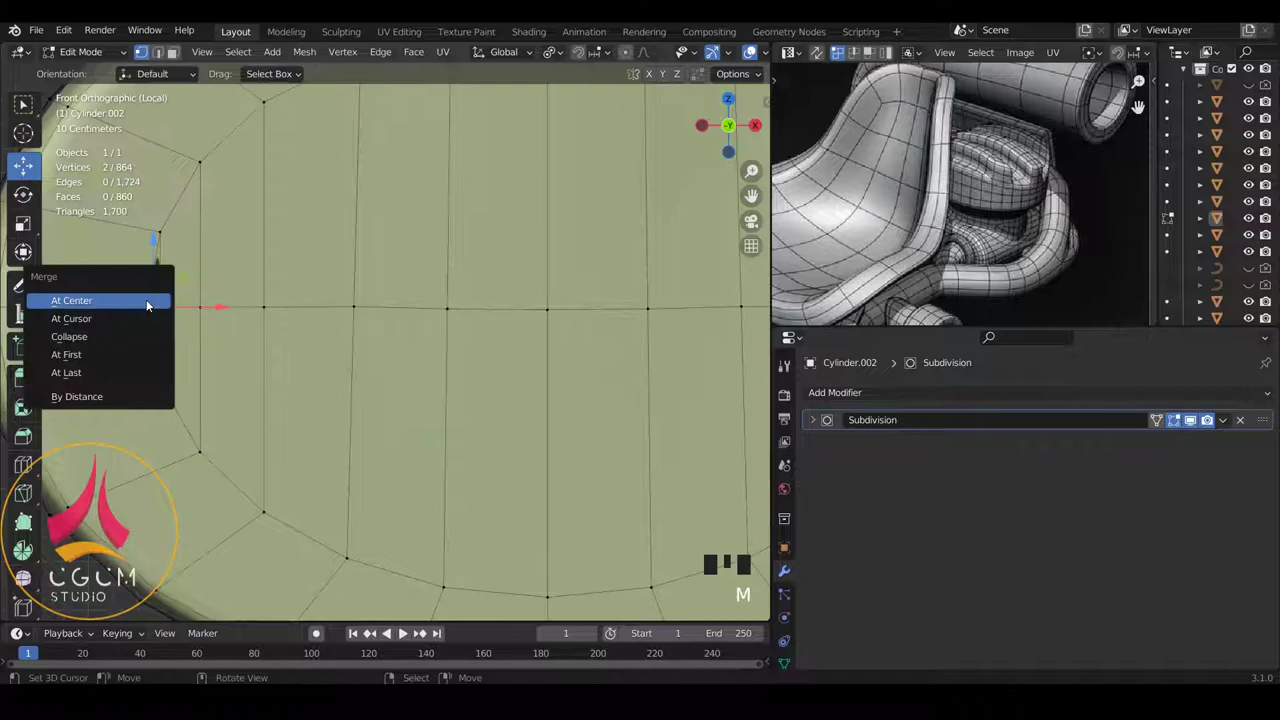 File Edit Render Window Help Layout Modeling Sculpting UV Editing Texture Paint Shading Animation Rendering Compositing Geometry Nodes Scripting Scene ViewLayer
Edit Mode View Select Add Mesh Vertex Edge Face UV Global View Select Image UV
Orientation: Default Drag: Select Box X Y Z Options
Co
Front Orthographic (Local)
(1) Cylinder.002
10 Centimeters
Objects 1 / 1
Vertices 2 / 864
Edges 0 / 1,724
Faces 0 / 860
Triangles 1,700
Z
-Y X
Merge
At Center
At Cursor
Collapse
At First
At Last
By Distance
Cylinder.002 Subdivision
Add Modifier
Subdivision
CGCM
STUDIO
M
Playback Keying View Marker 1 Start 1 End 250
1 20 40 60 80 100 120 140 160 180 200 220 240
Set 3D Cursor Move Rotate View Select Move 3.1.0